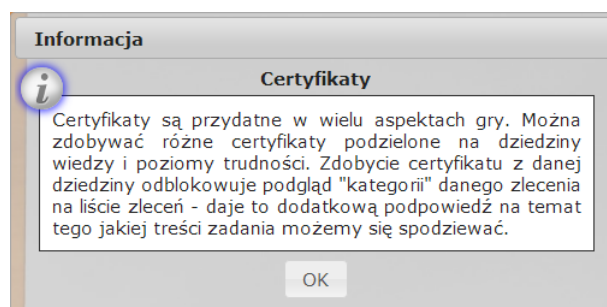 Informacja
Certyfikaty
Certyfikaty są przydatne w wielu aspektach gry. Można
zdobywać różne certyfikaty podzielone na dziedziny
wiedzy i poziomy trudności. Zdobycie certyfikatu z danej
dziedziny odblokowuje podgląd "kategorii" danego zlecenia
na liście zleceń - daje to dodatkową podpowiedź na temat
tego jakiej treści zadania możemy się spodziewać.
OK